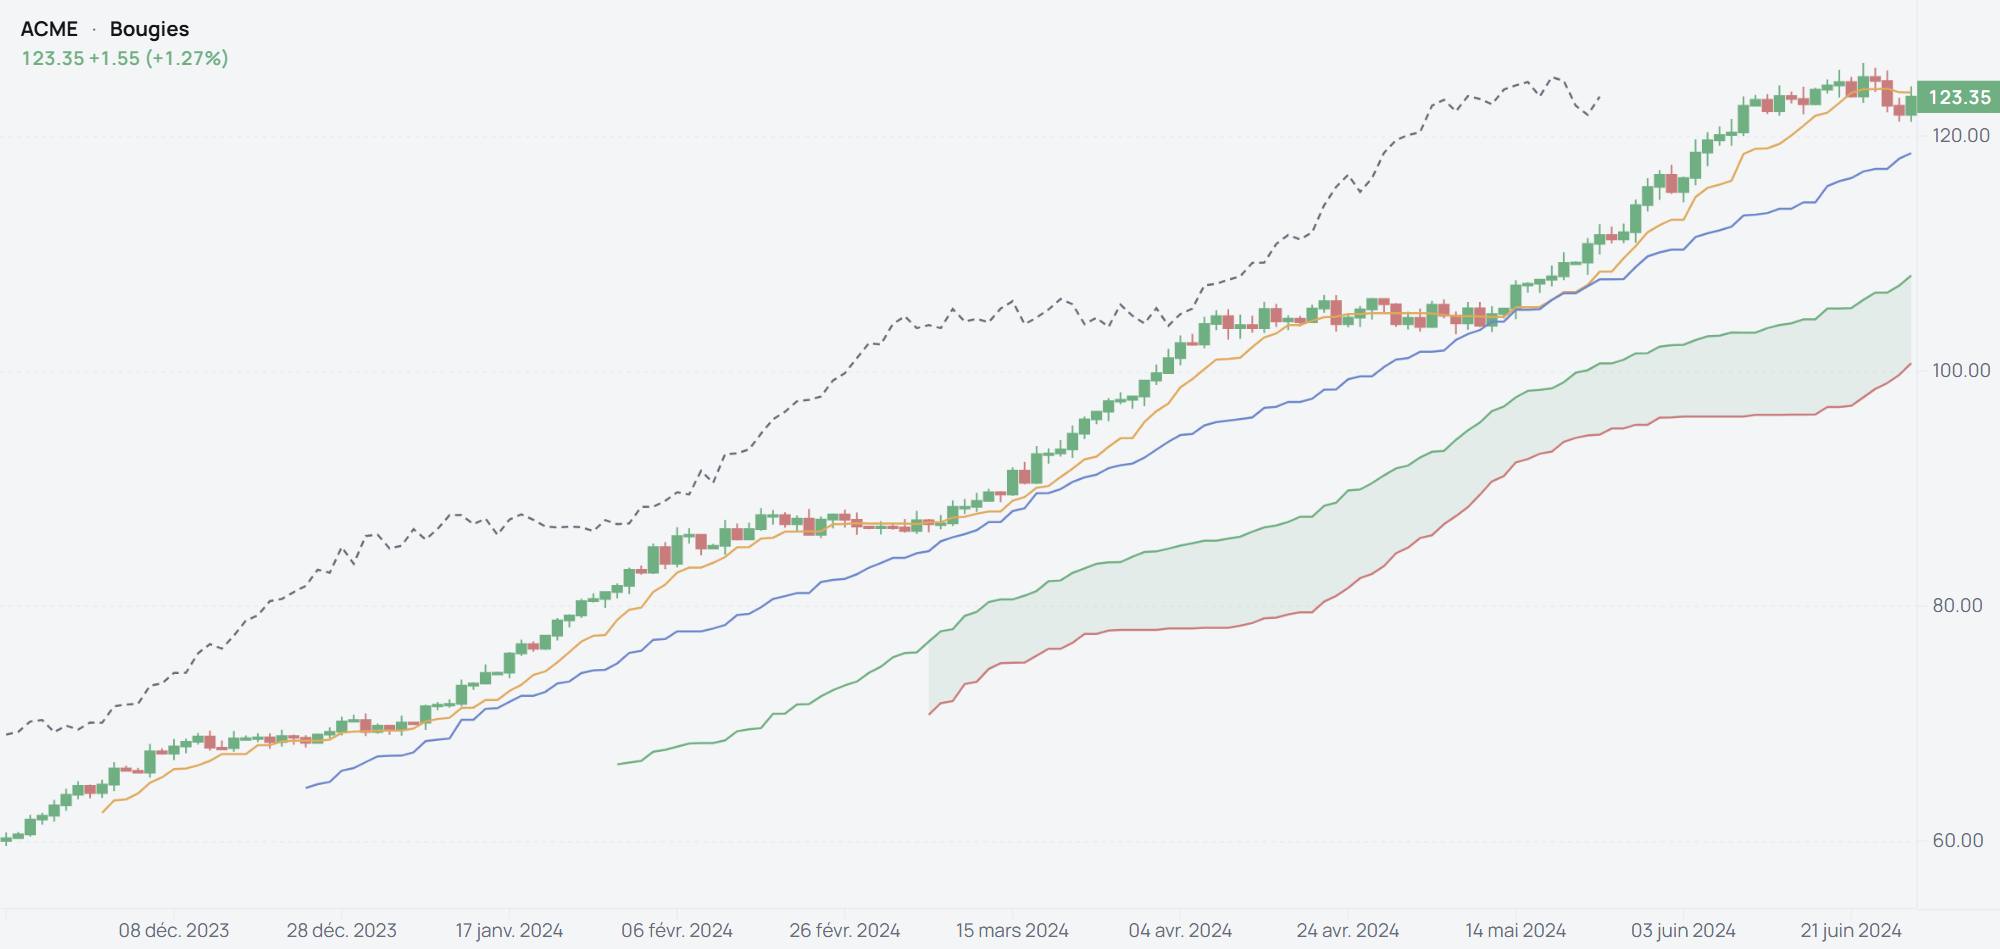 ACME · Bougies
123.35 +1.55 (+1.27%)
123.35
120.00
100.00
80.00
60.00
08 déc. 2023
28 déc. 2023
17 janv. 2024
06 févr. 2024
26 févr. 2024
15 mars 2024
04 avr. 2024
24 avr. 2024
14 mai 2024
03 juin 2024
21 juin 2024